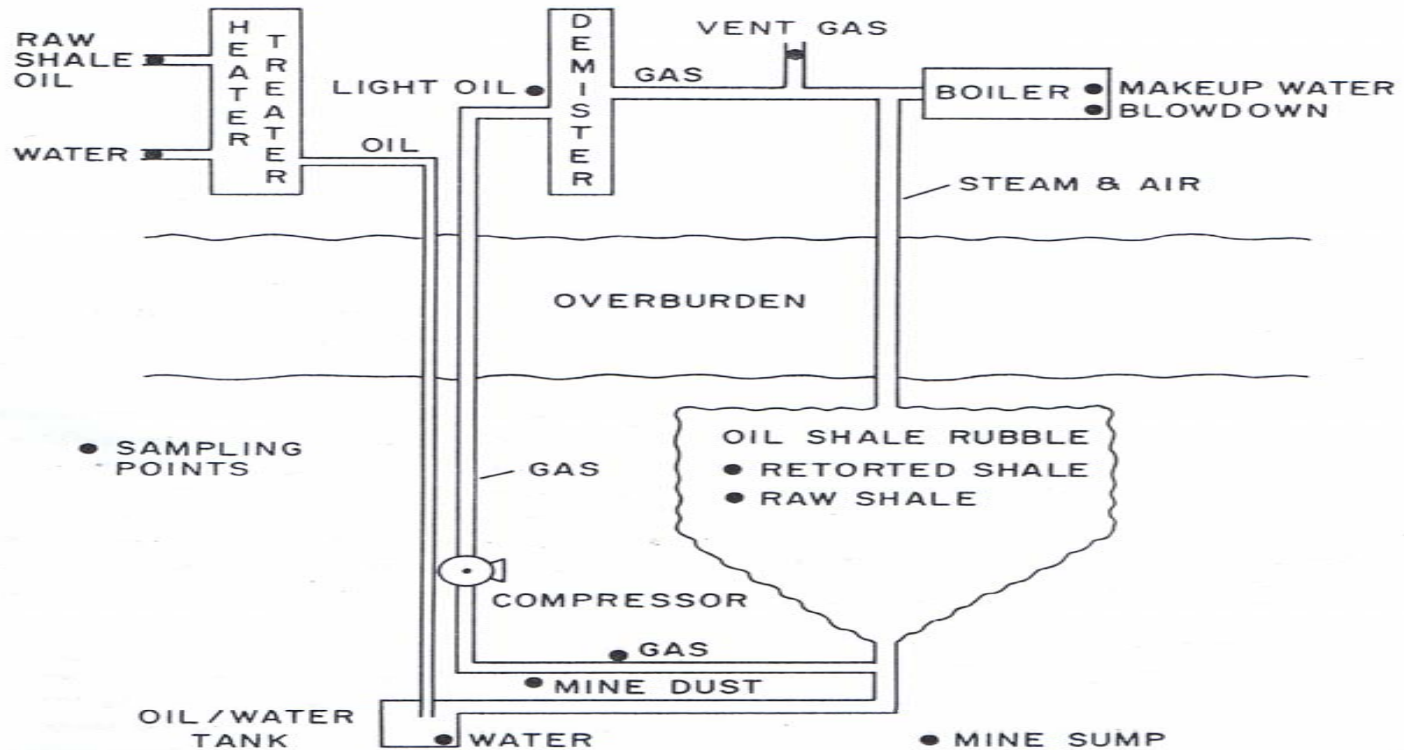 RAW
SHALE
OIL
WATER
HEATER
TREATER
OIL
LIGHT OIL
DEMISTER
GAS
VENT GAS
BOILER
MAKEUP WATER
BLOWDOWN
STEAM & AIR
OVERBURDEN
SAMPLING
POINTS
GAS
OIL SHALE RUBBLE
RETORTED SHALE
RAW SHALE
COMPRESSOR
GAS
MINE DUST
OIL/WATER
TANK
WATER
MINE SUMP